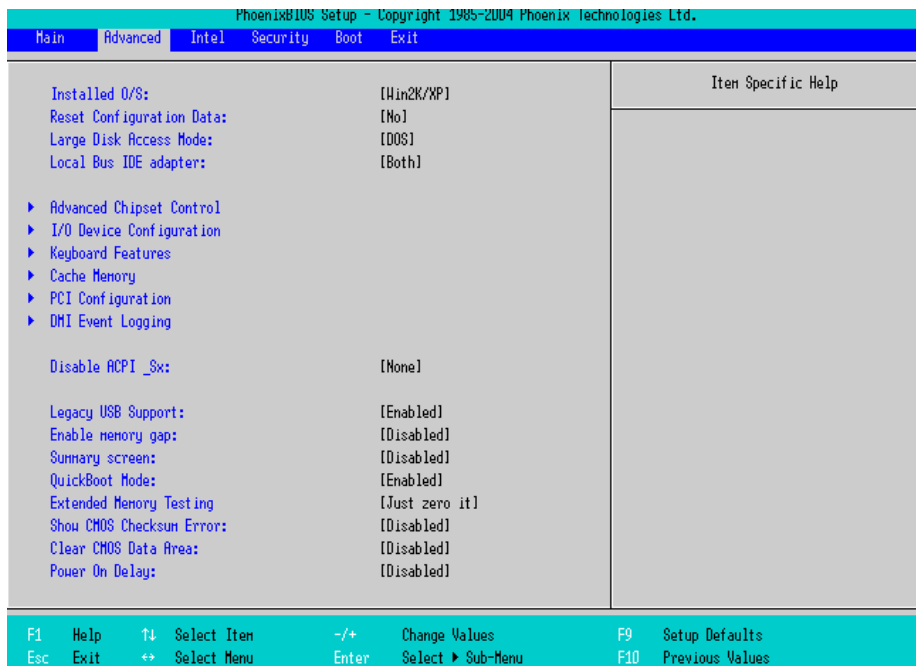 PhoenixBIOS Setup - Copyright 1985-2004 Phoenix Technologies Ltd.
Main Advanced Intel Security Boot Exit
Item Specific Help
Installed O/S: [Win2K/XP]
Reset Configuration Data: [No]
Large Disk Access Mode: [DOS]
Local Bus IDE adapter: [Both]
Advanced Chipset Control
I/O Device Configuration
Keyboard Features
Cache Memory
PCI Configuration
DMI Event Logging
Disable ACPI _Sx: [None]
Legacy USB Support: [Enabled]
Enable memory gap: [Disabled]
Summary screen: [Disabled]
QuickBoot Mode: [Enabled]
Extended Memory Testing [Just zero it]
Show CMOS Checksum Error: [Disabled]
Clear CMOS Data Area: [Disabled]
Power On Delay: [Disabled]
F1 Help ↑↓ Select Item -/+ Change Values F9 Setup Defaults
Esc Exit ↔ Select Menu Enter Select ▶ Sub-Menu F10 Previous Values